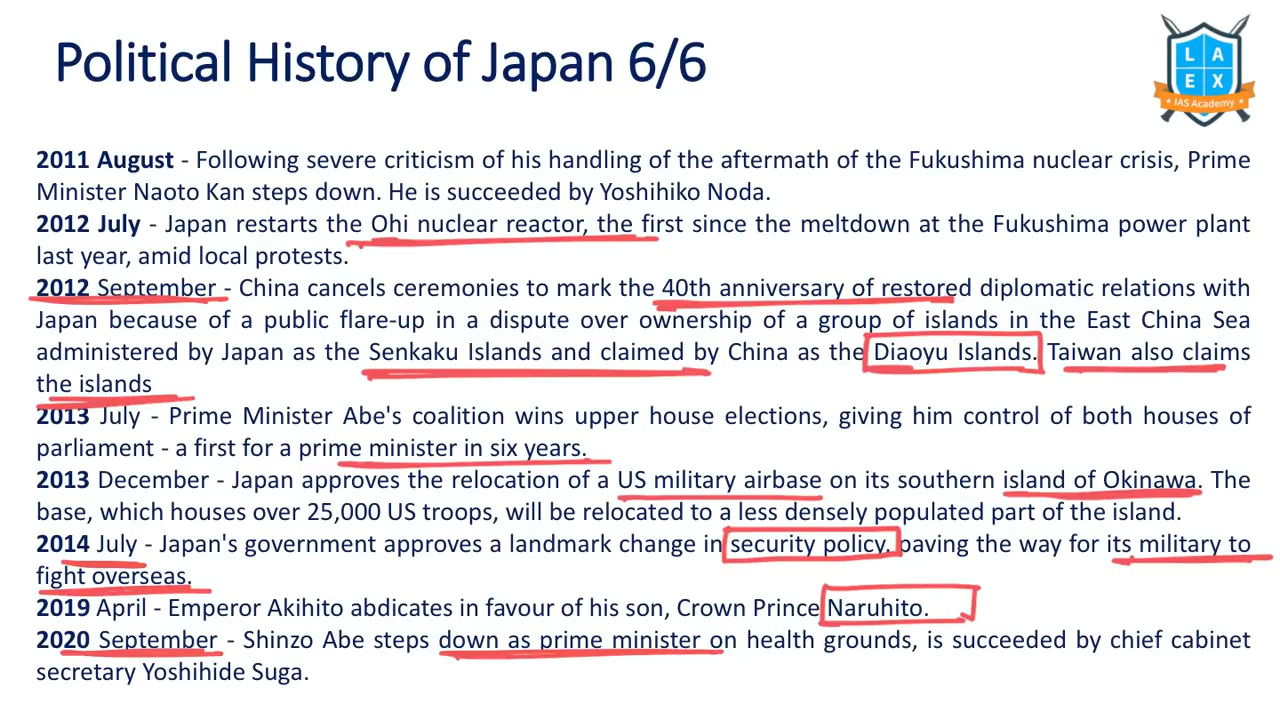 Political History of Japan 6/6
L A
E X
IAS Academy
2011 August - Following severe criticism of his handling of the aftermath of the Fukushima nuclear crisis, Prime
Minister Naoto Kan steps down. He is succeeded by Yoshihiko Noda.
2012 July - Japan restarts the Ohi nuclear reactor, the first since the meltdown at the Fukushima power plant
last year, amid local protests.
2012 September - China cancels ceremonies to mark the 40th anniversary of restored diplomatic relations with
Japan because of a public flare-up in a dispute over ownership of a group of islands in the East China Sea
administered by Japan as the Senkaku Islands and claimed by China as the Diaoyu Islands. Taiwan also claims
the islands
2013 July - Prime Minister Abe's coalition wins upper house elections, giving him control of both houses of
parliament - a first for a prime minister in six years.
2013 December - Japan approves the relocation of a US military airbase on its southern island of Okinawa. The
base, which houses over 25,000 US troops, will be relocated to a less densely populated part of the island.
2014 July - Japan's government approves a landmark change in security policy, paving the way for its military to
fight overseas.
2019 April - Emperor Akihito abdicates in favour of his son, Crown Prince Naruhito.
2020 September - Shinzo Abe steps down as prime minister on health grounds, is succeeded by chief cabinet
secretary Yoshihide Suga.